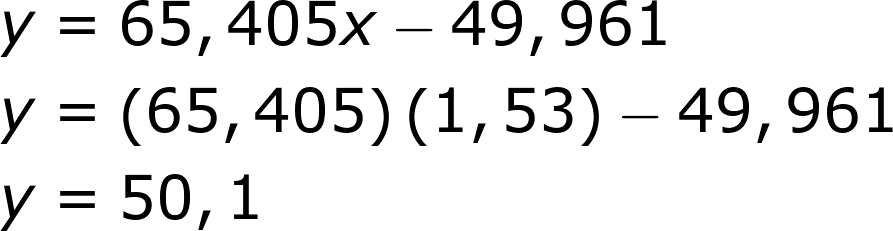 y = 65,405x – 49,961
y = (65,405)(1,53) – 49,961
y = 50,1